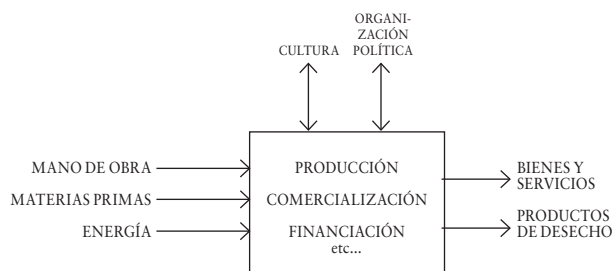 ORGANI-
ZACIÓN
CULTURA POLÍTICA
MANO DE OBRA PRODUCCIÓN BIENES Y
SERVICIOS
MATERIAS PRIMAS COMERCIALIZACIÓN
ENERGÍA FINANCIACIÓN PRODUCTOS
DE DESECHO
etc...